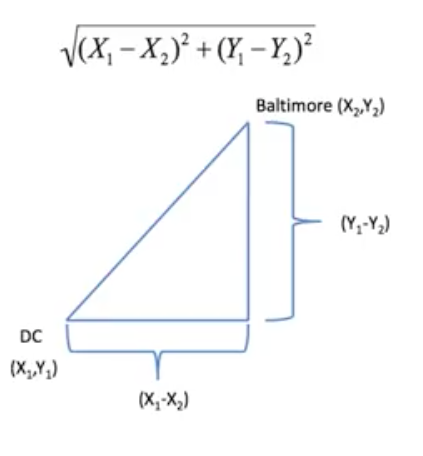 √(X₁ − X₂)² + (Y₁ − Y₂)²
Baltimore (X₂,Y₂)
(Y₁-Y₂)
DC
(X₁,Y₁)
(X₁-X₂)